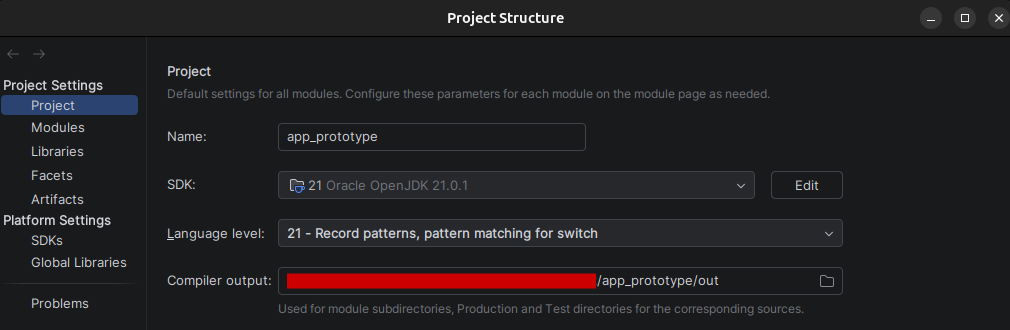 Project Structure
Project Settings
Project
Modules
Libraries
Facets
Artifacts
Platform Settings
SDKs
Global Libraries
Problems
Project
Default settings for all modules. Configure these parameters for each module on the module page as needed.
Name: app_prototype
SDK: 21 Oracle OpenJDK 21.0.1 Edit
Language level: 21 - Record patterns, pattern matching for switch
Compiler output: /app_prototype/out
Used for module subdirectories, Production and Test directories for the corresponding sources.